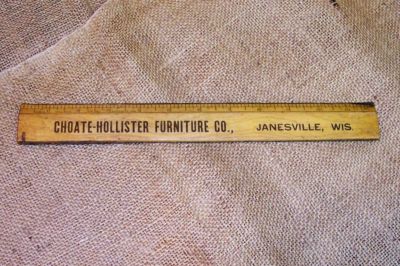 CHOATE-HOLLISTER FURNITURE CO., JANESVILLE, WIS.